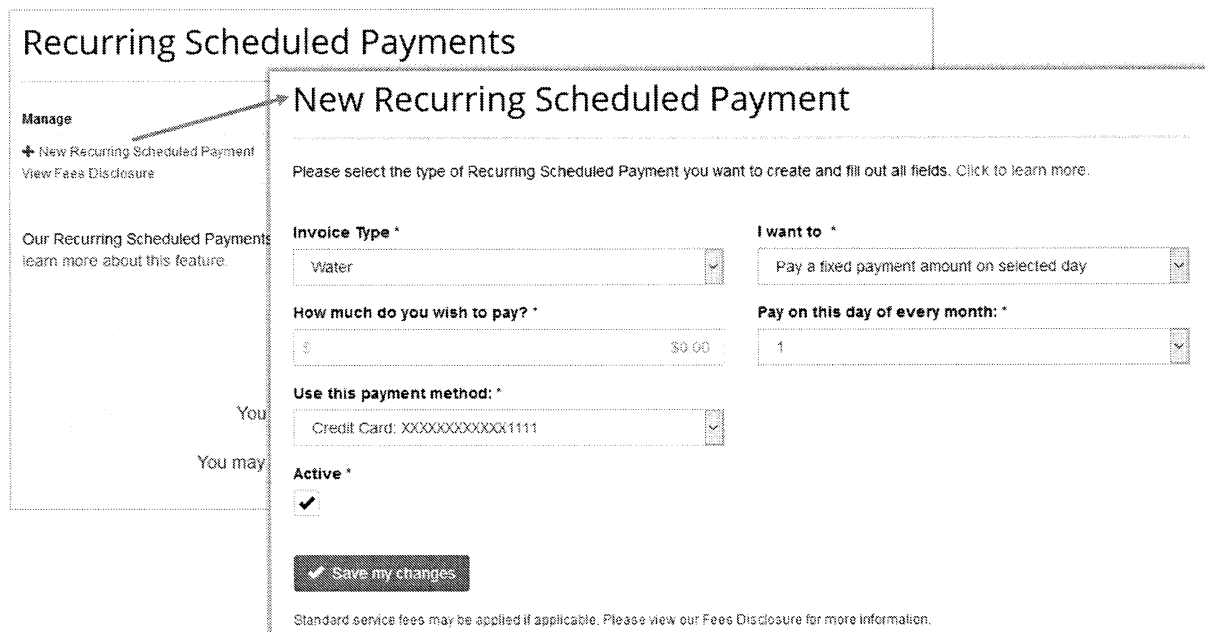 Recurring Scheduled Payments
Manage
+ New Recurring Scheduled Payment
View Fees Disclosure
Our Recurring Scheduled Payments
learn more about this feature.
You
You may
New Recurring Scheduled Payment
Please select the type of Recurring Scheduled Payment you want to create and fill out all fields. Click to learn more.
Invoice Type *
Water
I want to *
Pay a fixed payment amount on selected day
How much do you wish to pay? *
$ $0.00
Pay on this day of every month: *
1
Use this payment method: *
Credit Card: XXXXXXXXXXXX1111
Active *
Save my changes
Standard service fees may be applied if applicable. Please view our Fees Disclosure for more information.